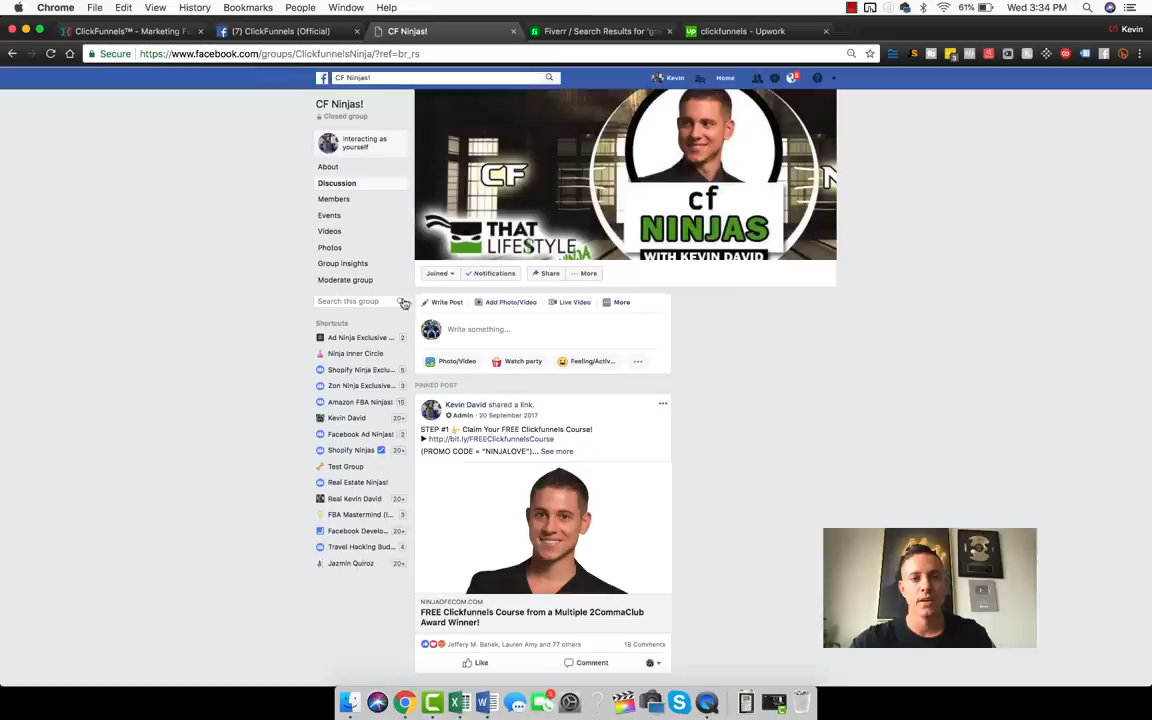 Chrome File Edit View History Bookmarks People Window Help 61% Wed 3:34 PM
ClickFunnels™ - Marketing Fu (7) ClickFunnels (Official) CF Ninjas! Fiverr / Search Results for 'g clickfunnels - Upwork Kevin
Secure https://www.facebook.com/groups/ClickfunnelsNinja/?ref=br_rs
CF Ninjas! Kevin Home
CF Ninjas!
Closed group
Interacting as
yourself
About
Discussion
Members
Events
Videos
Photos
Group insights
Moderate group
Search this group
Shortcuts
Ad Ninja Exclusive ... 2
Ninja Inner Circle
Shopify Ninja Exclu...
Zon Ninja Exclusive... 3
Amazon FBA Ninjas! 15
Kevin David 20+
Facebook Ad Ninjas! 2
Shopify Ninjas 20+
Test Group
Real Estate Ninjas!
Real Kevin David 20+
FBA Mastermind (I... 3
Facebook Develo... 20+
Travel Hacking Bud... 4
Jazmin Quiroz 20+
CF
THAT
LIFESTYLE
NINJA
cf
NINJAS
WITH KEVIN DAVID
N
Joined Notifications Share ··· More
Write Post Add Photo/Video Live Video More
Write something...
Photo/Video Watch party Feeling/Activ... ···
PINNED POST
Kevin David shared a link.
Admin · 20 September 2017
STEP #1 Claim Your FREE Clickfunnels Course!
http://bit.ly/FREEClickfunnelsCourse
(PROMO CODE = "NINJALOVE")... See more
NINJAOFECOM.COM
FREE Clickfunnels Course from a Multiple 2CommaClub
Award Winner!
Jeffery M. Banek, Lauren Amy and 77 others 18 Comments
Like Comment